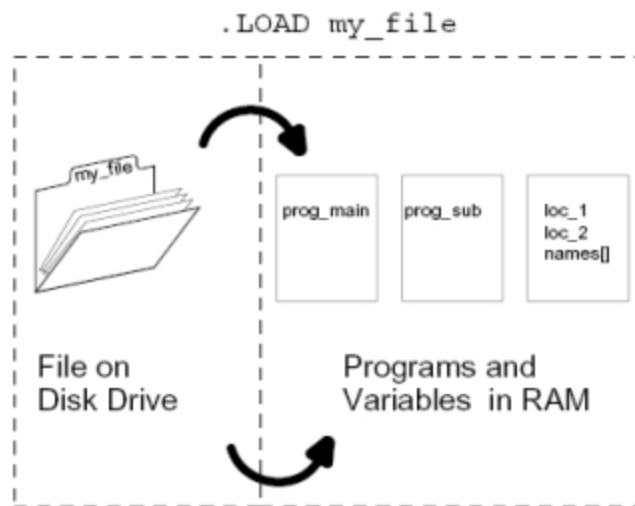 .LOAD my_file
my_file
prog_main
prog_sub
loc_1
loc_2
names[]
File on
Disk Drive
Programs and
Variables in RAM